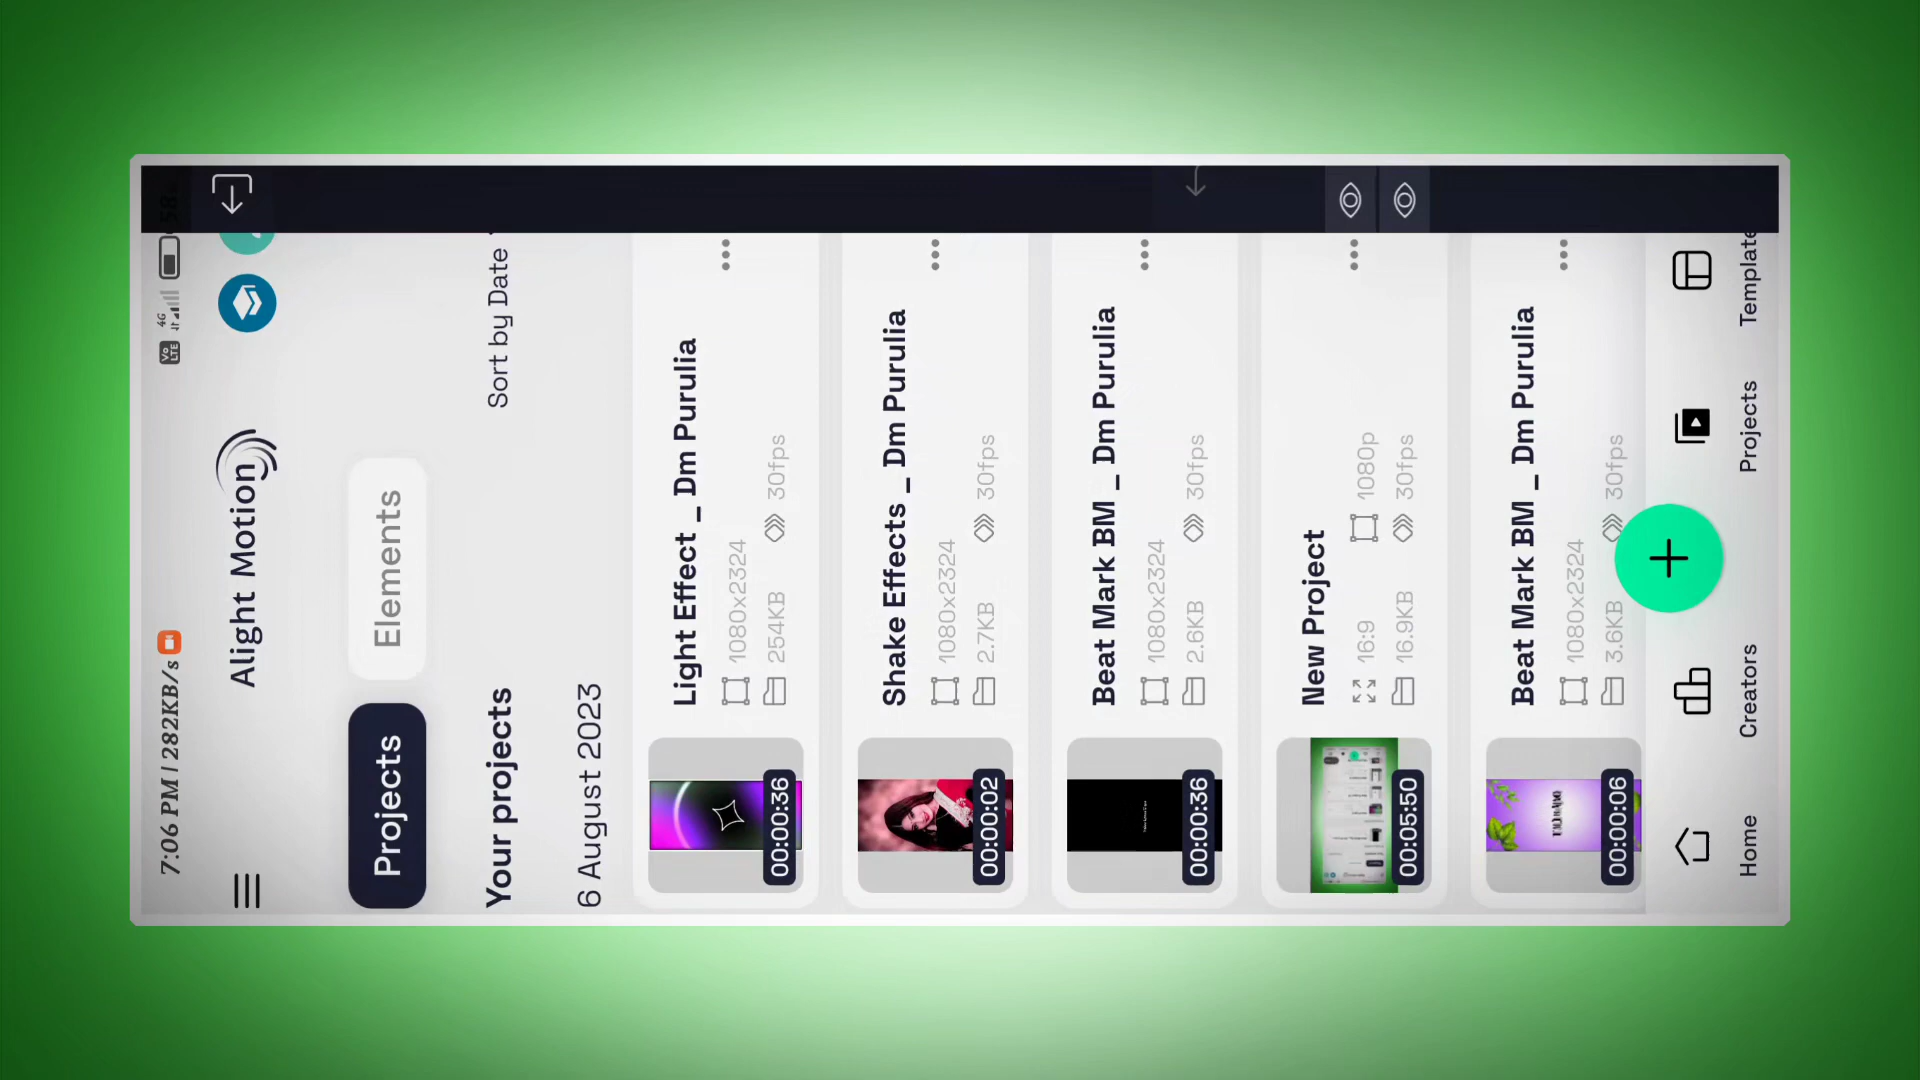 7:06 PM | 282KB/s
Vo LTE
4G
58
Alight Motion
Projects
Elements
Your projects
Sort by Date
6 August 2023
Light Effect _ Dm Purulia
1080x2324
254KB
30fps
00:00:36
Shake Effects _ Dm Purulia
1080x2324
2.7KB
30fps
00:00:02
Beat Mark BM _ Dm Purulia
1080x2324
2.6KB
30fps
00:00:36
New Project
16:9
1080p
16.9KB
30fps
00:05:50
Beat Mark BM _ Dm Purulia
1080x2324
3.6KB
30fps
00:00:06
Home
Creators
Projects
Template